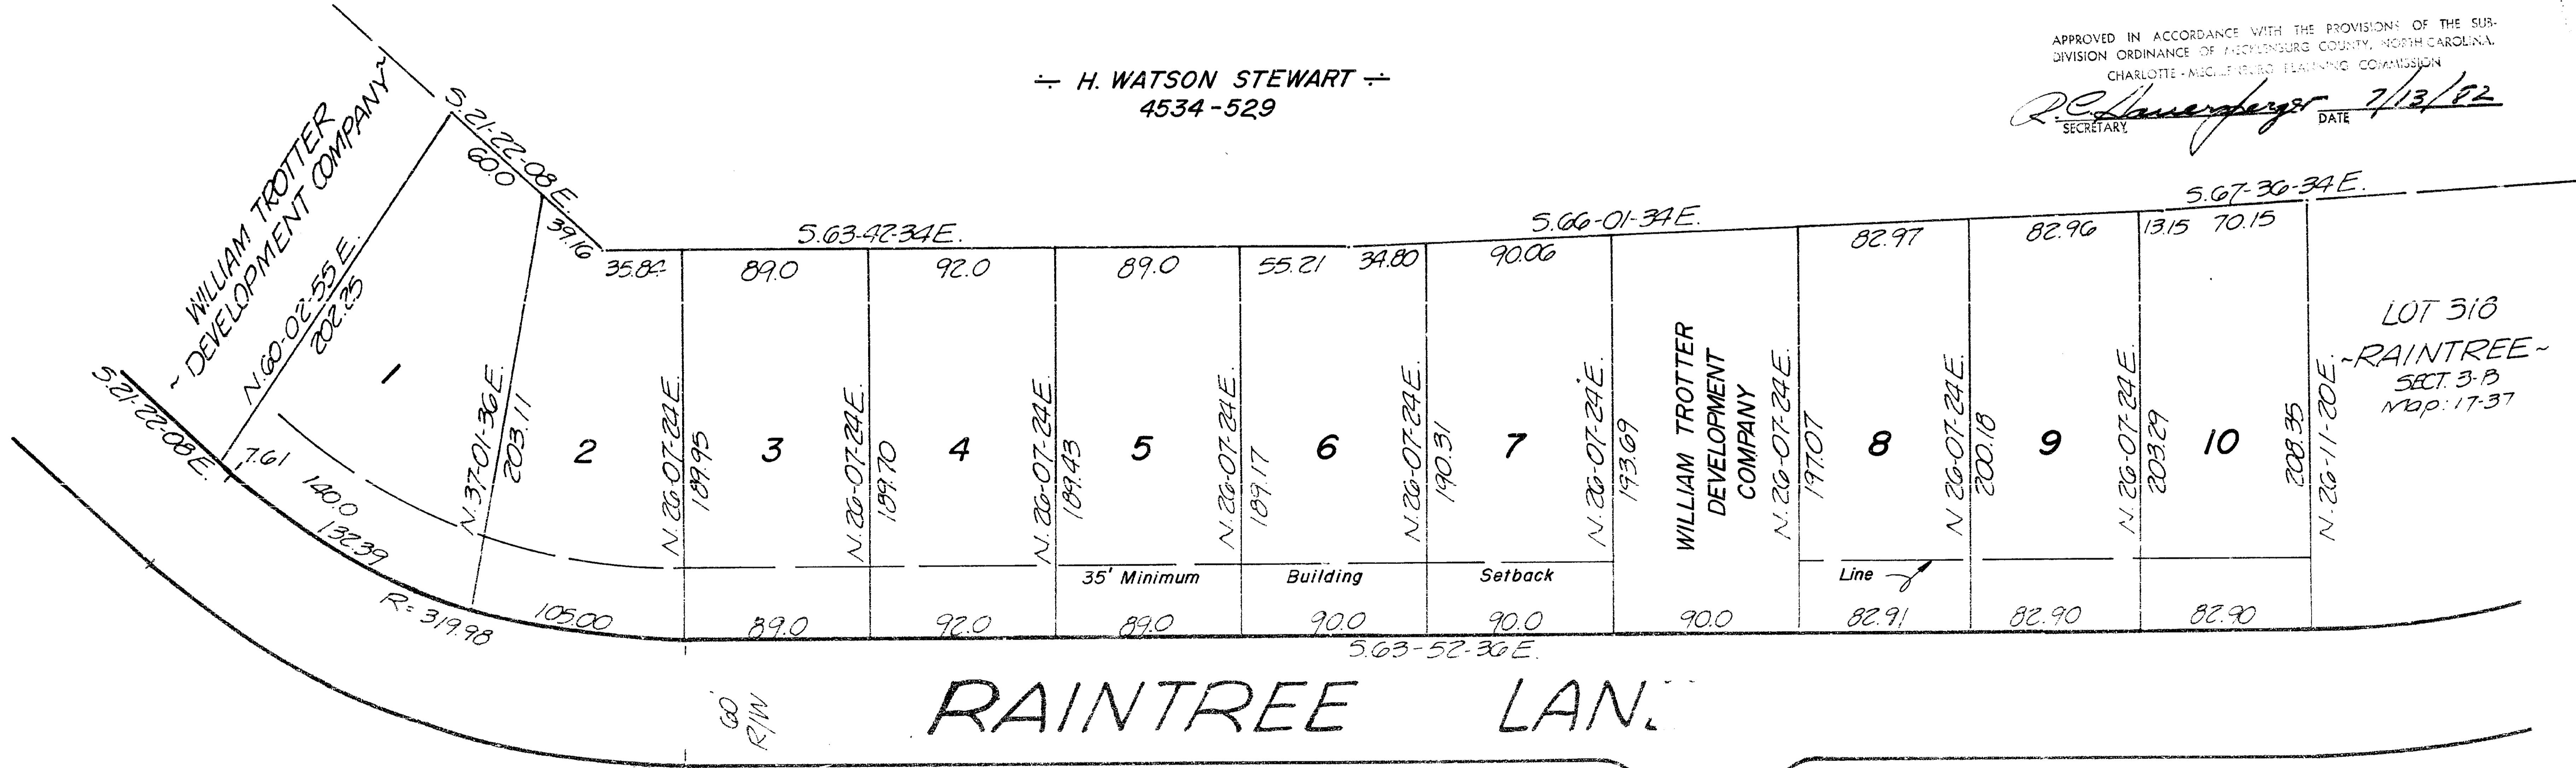 APPROVED IN ACCORDANCE WITH THE PROVISIONS OF THE SUB-
DIVISION ORDINANCE OF MECKLENBURG COUNTY, NORTH CAROLINA.
CHARLOTTE - MECKLENBURG PLANNING COMMISSION
R.C. 7/13/82
SECRETARY DATE
÷ H. WATSON STEWART ÷
4534-529
WILLIAM TROTTER
~ DEVELOPMENT COMPANY ~
S.21-22-08 E.
60.0
39.16
S.63-42-34 E.
S.66-01-34 E.
S.67-36-34 E.
35.84 89.0 92.0 89.0 55.21 34.80 90.06 82.97 82.96 13.15 70.15
N.60-02-55 E.
202.25
1
N.37-01-36 E.
203.11
2
N.26-07-24 E.
189.95
3
N.26-07-24 E.
189.70
4
N.26-07-24 E.
189.43
5
N.26-07-24 E.
189.17
6
N.26-07-24 E.
190.31
7
N.26-07-24 E.
193.69
WILLIAM TROTTER
DEVELOPMENT
COMPANY
N.26-07-24 E.
197.07
8
N 26-07-24 E.
200.18
9
N.26-07-24 E.
203.29
10
208.35
N.26-11-20 E.
LOT 318
~RAINTREE~
SECT. 3-B
Map: 17-37
S.21-22-08 E.
7.61
140.0
132.39
R= 319.98
35' Minimum Building Setback Line
105.00 89.0 92.0 89.0 90.0 90.0 90.0 82.91 82.90 82.90
S.63-52-36 E.
60'
R/W
RAINTREE LAN